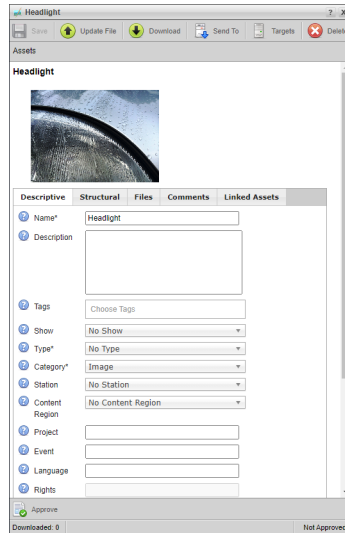 Headlight ? X
Save Update File Download Send To Targets Delete
Assets
Headlight
Descriptive Structural Files Comments Linked Assets
? Name* Headlight
? Description
? Tags Choose Tags
? Show No Show
? Type* No Type
? Category* Image
? Station No Station
? Content No Content Region
Region
? Project
? Event
? Language
? Rights
Approve
Downloaded: 0 Not Approved